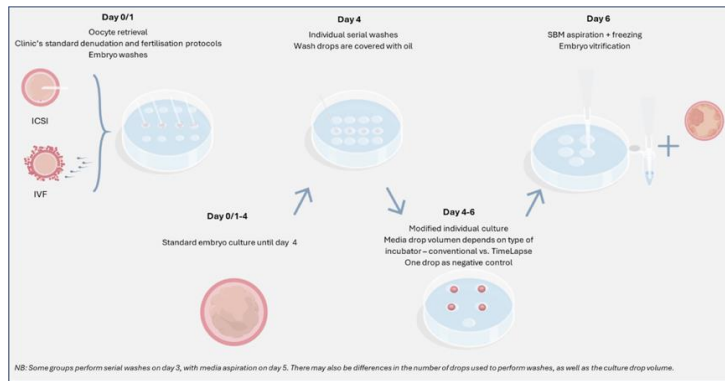 Day 0/1
Oocyte retrieval
Clinic's standard denudation and fertilisation protocols
Embryo washes
ICSI
IVF
Day 0/1-4
Standard embryo culture until day 4
Day 4
Individual serial washes
Wash drops are covered with oil
Day 4-6
Modified individual culture
Media drop volumen depends on type of
incubator – conventional vs. TimeLapse
One drop as negative control
Day 6
SBM aspiration + freezing
Embryo vitrification
NB: Some groups perform serial washes on day 3, with media aspiration on day 5. There may also be differences in the number of drops used to perform washes, as well as the culture drop volume.